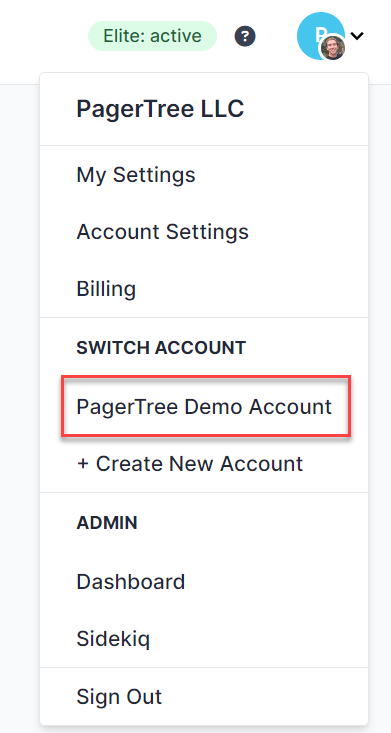 Elite: active
?
P
PagerTree LLC
My Settings
Account Settings
Billing
SWITCH ACCOUNT
PagerTree Demo Account
+ Create New Account
ADMIN
Dashboard
Sidekiq
Sign Out